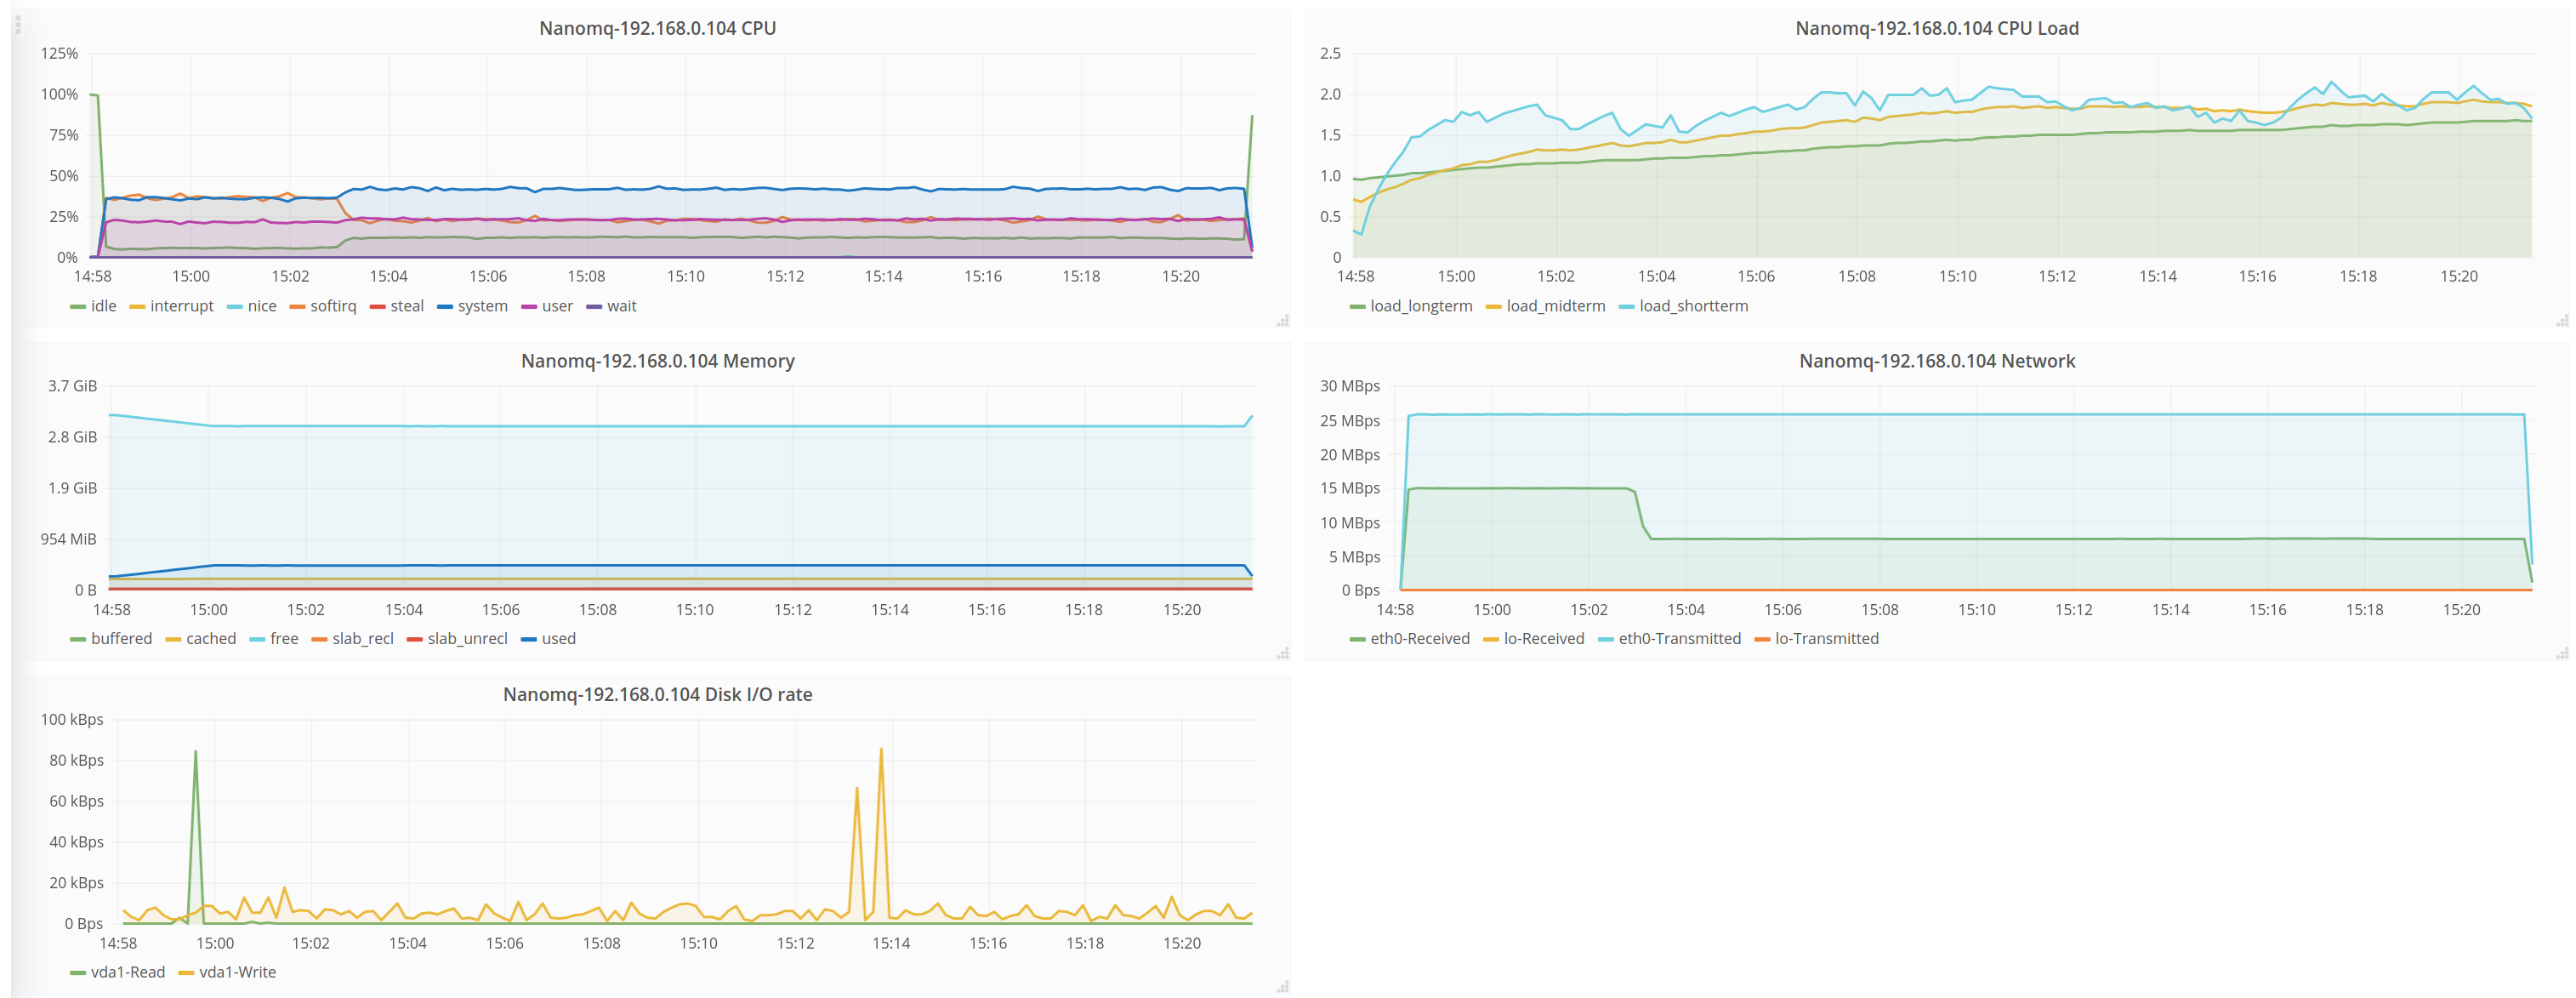 Nanomq-192.168.0.104 CPU
125%
100%
75%
50%
25%
0%
14:58 15:00 15:02 15:04 15:06 15:08 15:10 15:12 15:14 15:16 15:18 15:20
idle interrupt nice softirq steal system user wait
Nanomq-192.168.0.104 CPU Load
2.5
2.0
1.5
1.0
0.5
0
14:58 15:00 15:02 15:04 15:06 15:08 15:10 15:12 15:14 15:16 15:18 15:20
load_longterm load_midterm load_shortterm
Nanomq-192.168.0.104 Memory
3.7 GiB
2.8 GiB
1.9 GiB
954 MiB
0 B
14:58 15:00 15:02 15:04 15:06 15:08 15:10 15:12 15:14 15:16 15:18 15:20
buffered cached free slab_recl slab_unrecl used
Nanomq-192.168.0.104 Network
30 MBps
25 MBps
20 MBps
15 MBps
10 MBps
5 MBps
0 Bps
14:58 15:00 15:02 15:04 15:06 15:08 15:10 15:12 15:14 15:16 15:18 15:20
eth0-Received lo-Received eth0-Transmitted lo-Transmitted
Nanomq-192.168.0.104 Disk I/O rate
100 kBps
80 kBps
60 kBps
40 kBps
20 kBps
0 Bps
14:58 15:00 15:02 15:04 15:06 15:08 15:10 15:12 15:14 15:16 15:18 15:20
vda1-Read vda1-Write